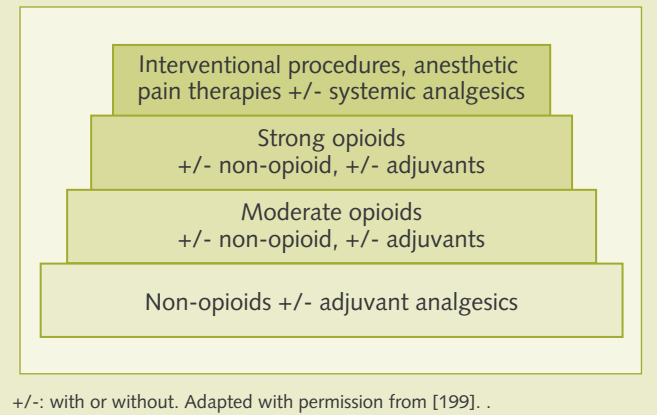 Interventional procedures, anesthetic
pain therapies +/- systemic analgesics
Strong opioids
+/- non-opioid, +/- adjuvants
Moderate opioids
+/- non-opioid, +/- adjuvants
Non-opioids +/- adjuvant analgesics
+/-: with or without. Adapted with permission from [199]. .